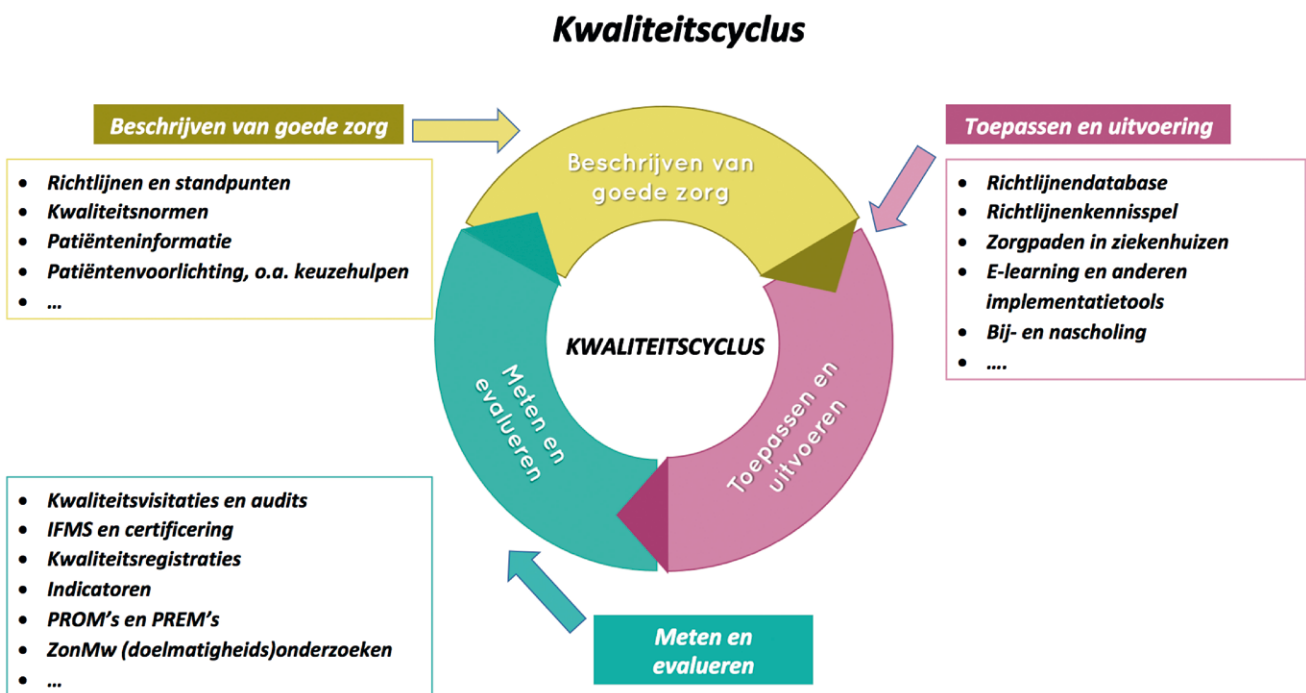 Kwaliteitscyclus
Beschrijven van goede zorg
• Richtlijnen en standpunten
• Kwaliteitsnormen
• Patiënteninformatie
• Patiëntenvoorlichting, o.a. keuzehulpen
• ...
Beschrijven van
goede zorg
Toepassen en uitvoering
• Richtlijnendatabase
• Richtlijnenkennisspel
• Zorgpaden in ziekenhuizen
• E-learning en anderen
implementatietools
• Bij- en nascholing
• ....
KWALITEITSCYCLUS
Meten en
evalueren
Toepassen en
uitvoeren
• Kwaliteitsvisitaties en audits
• IFMS en certificering
• Kwaliteitsregistraties
• Indicatoren
• PROM's en PREM's
• ZonMw (doelmatigheids)onderzoeken
• ...
Meten en
evalueren